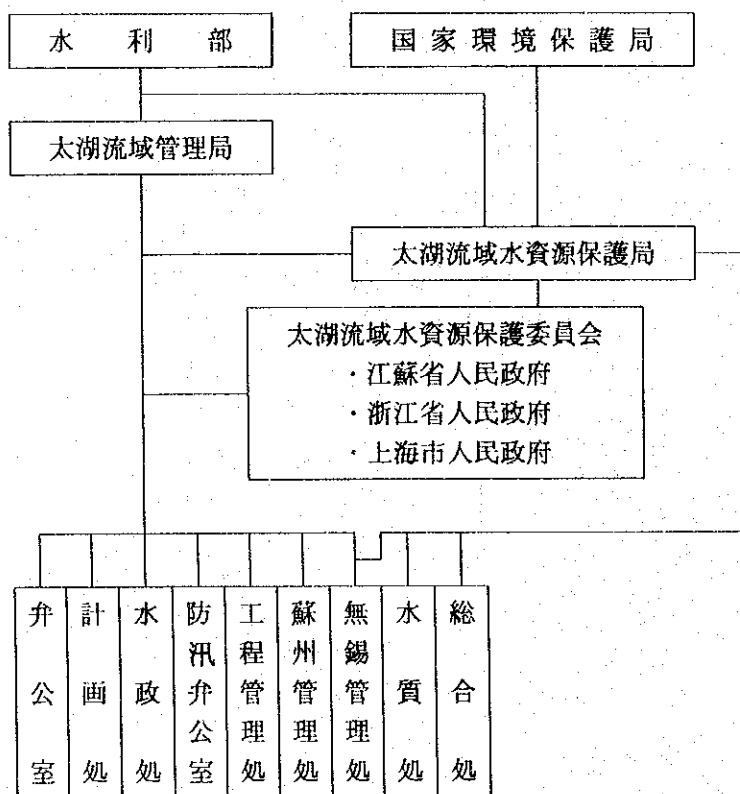 水利部
国家環境保護局
太湖流域管理局
太湖流域水資源保護局
太湖流域水資源保護委員会
・江蘇省人民政府
・浙江省人民政府
・上海市人民政府
弁公室
計画処
水政処
防汛弁公室
工程管理処
蘇州管理処
無錫管理処
水質処
総合処